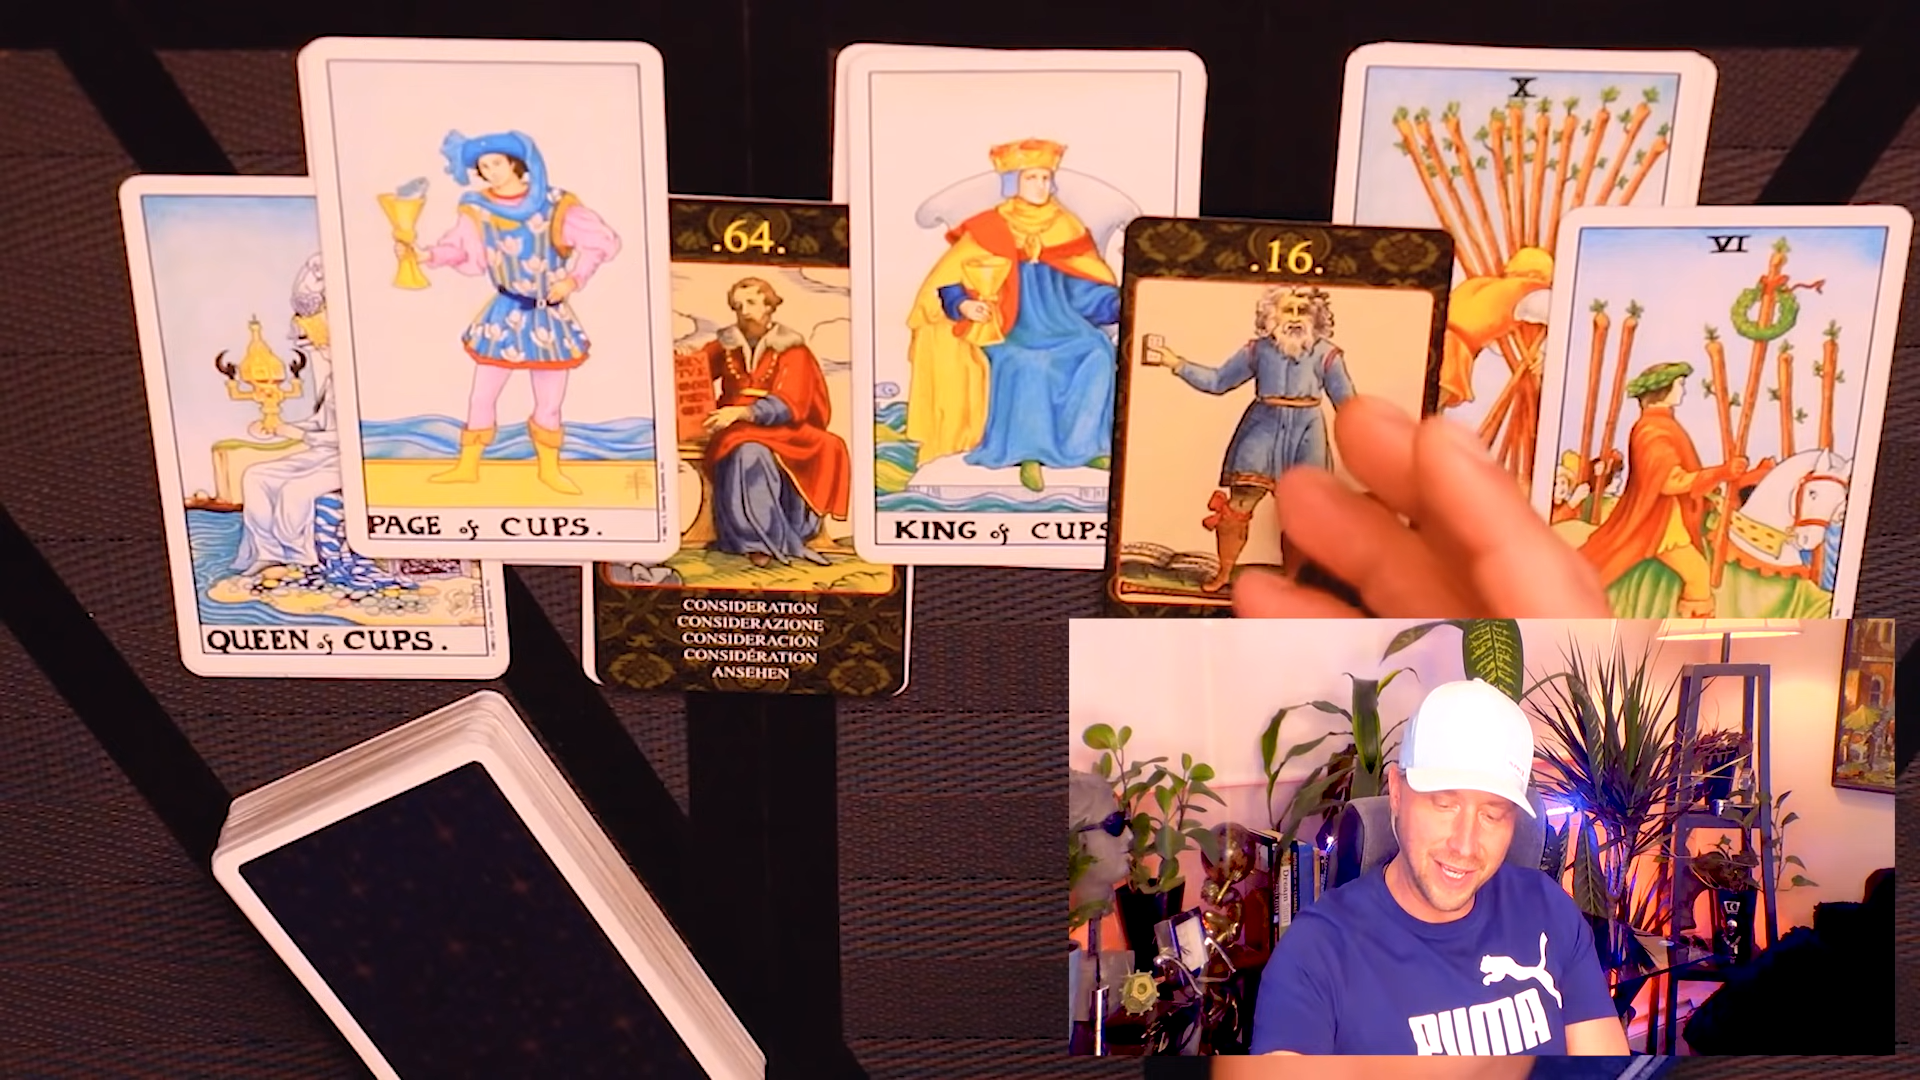 PAGE of CUPS.
QUEEN of CUPS.
.64.
CONSIDERATION
CONSIDERAZIONE
CONSIDERACIÓN
CONSIDÉRATION
ANSEHEN
KING of CUPS
.16.
X
VI
PUMA